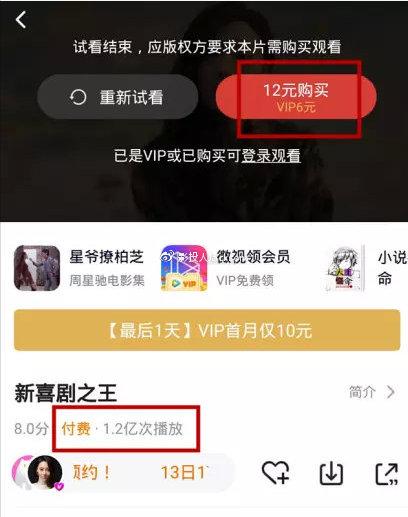 试看结束，应版权方要求本片需购买观看
重新试看
12元购买
VIP6元
已是VIP或已购买可登录观看
星爷撩柏芝
周星驰电影集
微视领会员
VIP免费领
小说
命
【最后1天】VIP首月仅10元
新喜剧之王
简介
8.0分 · 付费 · 1.2亿次播放
预约！
13日1